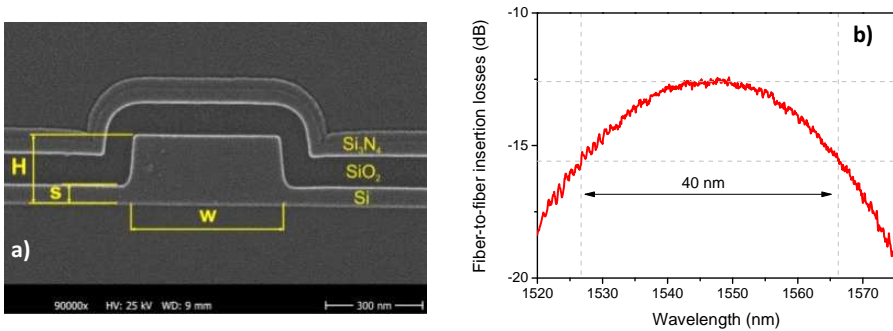 H
s
w
Si₃N₄
SiO₂
Si
a)
90000x HV: 25 kV WD: 9 mm 300 nm
b)
Fiber-to-fiber insertion losses (dB)
-10
-15
-20
40 nm
1520 1530 1540 1550 1560 1570
Wavelength (nm)